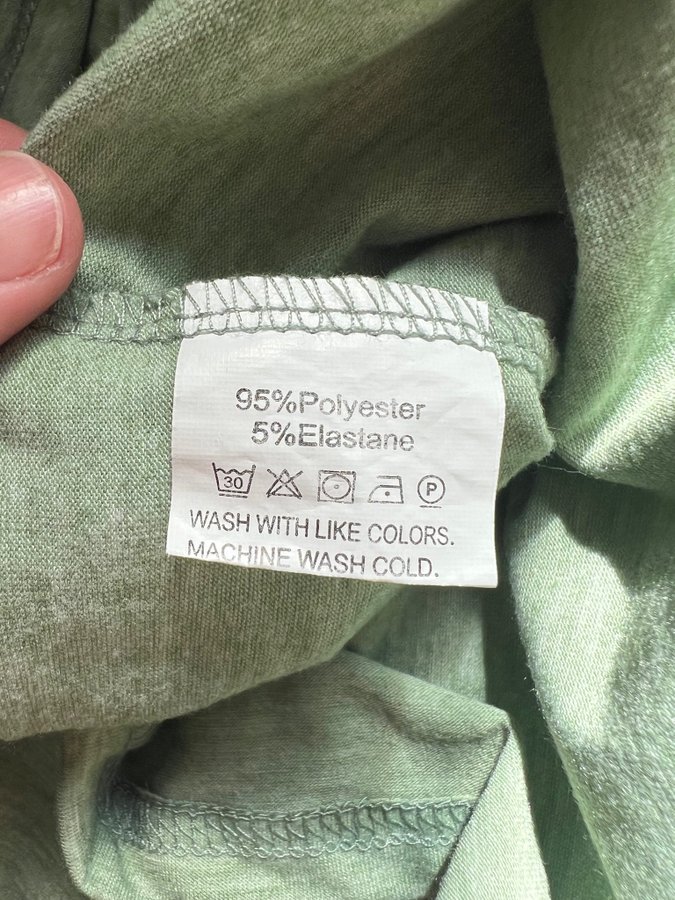 95%Polyester
5%Elastane
30 P
WASH WITH LIKE COLORS.
MACHINE WASH COLD.